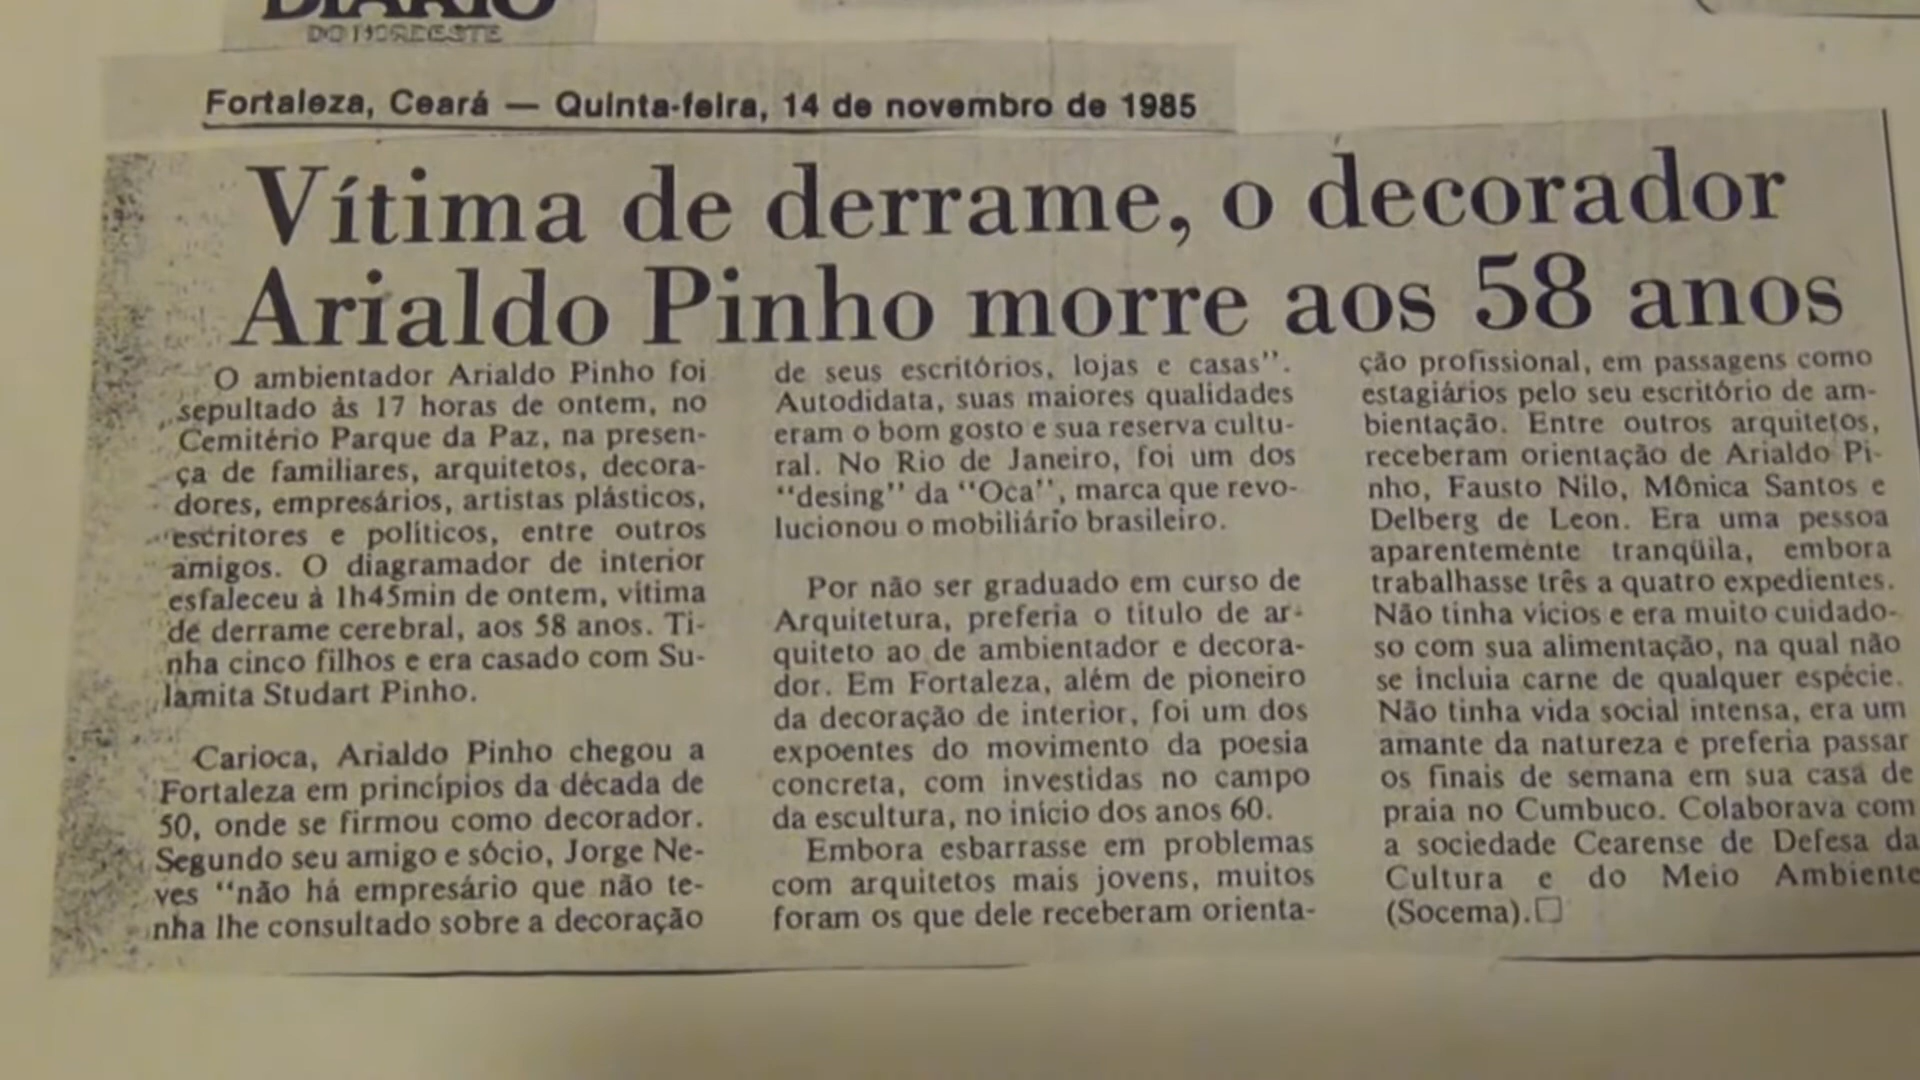 DIÁRIO
DO NORDESTE
Fortaleza, Ceará — Quinta-feira, 14 de novembro de 1985
Vítima de derrame, o decorador
Arialdo Pinho morre aos 58 anos
O ambientador Arialdo Pinho foi
sepultado às 17 horas de ontem, no
Cemitério Parque da Paz, na presen-
ça de familiares, arquitetos, decora-
dores, empresários, artistas plásticos,
escritores e políticos, entre outros
amigos. O diagramador de interior
esfaleceu à 1h45min de ontem, vítima
de derrame cerebral, aos 58 anos. Ti-
nha cinco filhos e era casado com Su-
lamita Studart Pinho.
Carioca, Arialdo Pinho chegou a
Fortaleza em princípios da década de
50, onde se firmou como decorador.
Segundo seu amigo e sócio, Jorge Ne-
ves "não há empresário que não te-
nha lhe consultado sobre a decoração
de seus escritórios, lojas e casas".
Autodidata, suas maiores qualidades
eram o bom gosto e sua reserva cultu-
ral. No Rio de Janeiro, foi um dos
"desing" da "Oca", marca que revo-
lucionou o mobiliário brasileiro.
Por não ser graduado em curso de
Arquitetura, preferia o título de ar-
quiteto ao de ambientador e decora-
dor. Em Fortaleza, além de pioneiro
da decoração de interior, foi um dos
expoentes do movimento da poesia
concreta, com investidas no campo
da escultura, no início dos anos 60.
Embora esbarrasse em problemas
com arquitetos mais jovens, muitos
foram os que dele receberam orienta-
ção profissional, em passagens como
estagiários pelo seu escritório de am-
bientação. Entre outros arquitetos,
receberam orientação de Arialdo Pi-
nho, Fausto Nilo, Mônica Santos e
Delberg de Leon. Era uma pessoa
aparentemente tranqüila, embora
trabalhasse três a quatro expedientes.
Não tinha vícios e era muito cuidado-
so com sua alimentação, na qual não
se incluia carne de qualquer espécie.
Não tinha vida social intensa, era um
amante da natureza e preferia passar
os finais de semana em sua casa de
praia no Cumbuco. Colaborava com
a sociedade Cearense de Defesa da
Cultura e do Meio Ambiente
(Socema).□